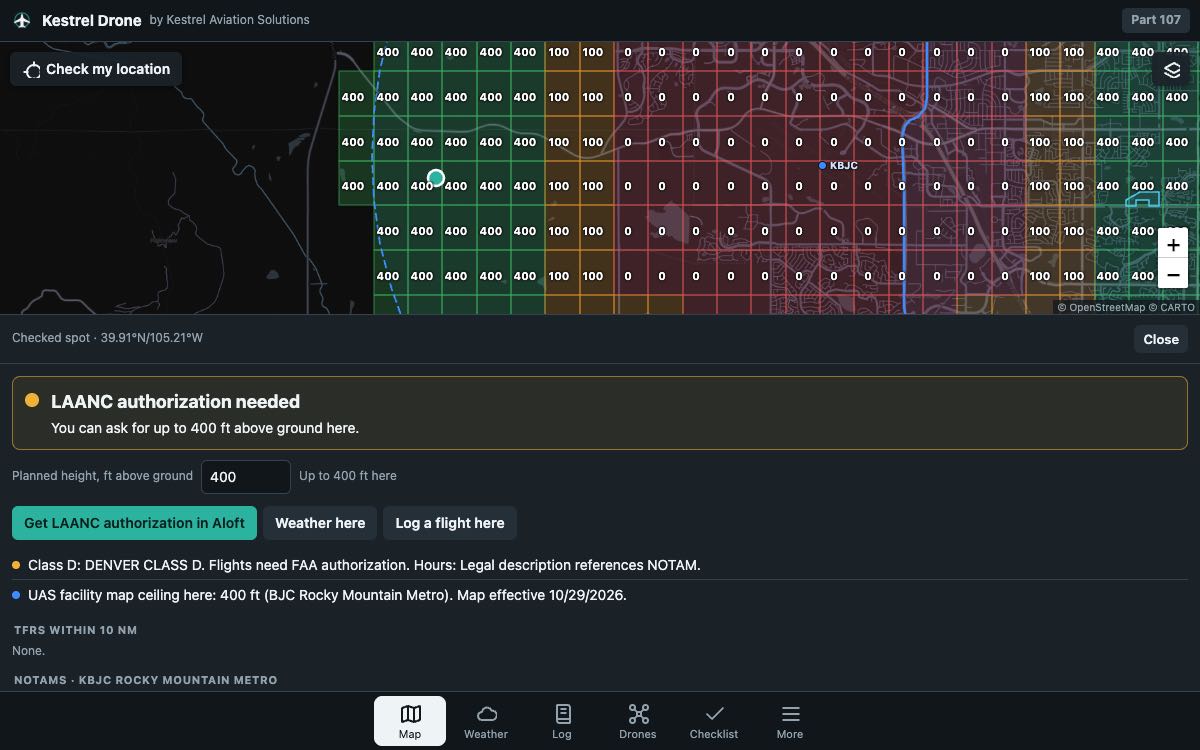 Kestrel Drone by Kestrel Aviation Solutions Part 107
Check my location
400 400 400 400 400 100 100 0 0 0 0 0 0 0 0 0 0 0 0 100 100 400 400 400
400 400 400 400 400 400 100 100 0 0 0 0 0 0 0 0 0 0 0 0 100 100 400 400 400
400 400 400 400 400 400 100 100 0 0 0 0 0 0 0 0 0 0 0 0 100 100 400 400 400
KBJC
400 400 400 400 400 400 100 100 0 0 0 0 0 0 0 0 0 0 0 0 100 100 400 400 400
400 400 400 400 400 100 100 0 0 0 0 0 0 0 0 0 0 0 0 100 100 400 400 400
400 400 400 400 400 100 100 0 0 0 0 0 0 0 0 0 0 0 0 100 100 400 400
+
−
© OpenStreetMap © CARTO
Checked spot · 39.91°N/105.21°W
Close
LAANC authorization needed
You can ask for up to 400 ft above ground here.
Planned height, ft above ground 400 Up to 400 ft here
Get LAANC authorization in Aloft Weather here Log a flight here
Class D: DENVER CLASS D. Flights need FAA authorization. Hours: Legal description references NOTAM.
UAS facility map ceiling here: 400 ft (BJC Rocky Mountain Metro). Map effective 10/29/2026.
TFRS WITHIN 10 NM
None.
NOTAMS · KBJC ROCKY MOUNTAIN METRO
Map Weather Log Drones Checklist More